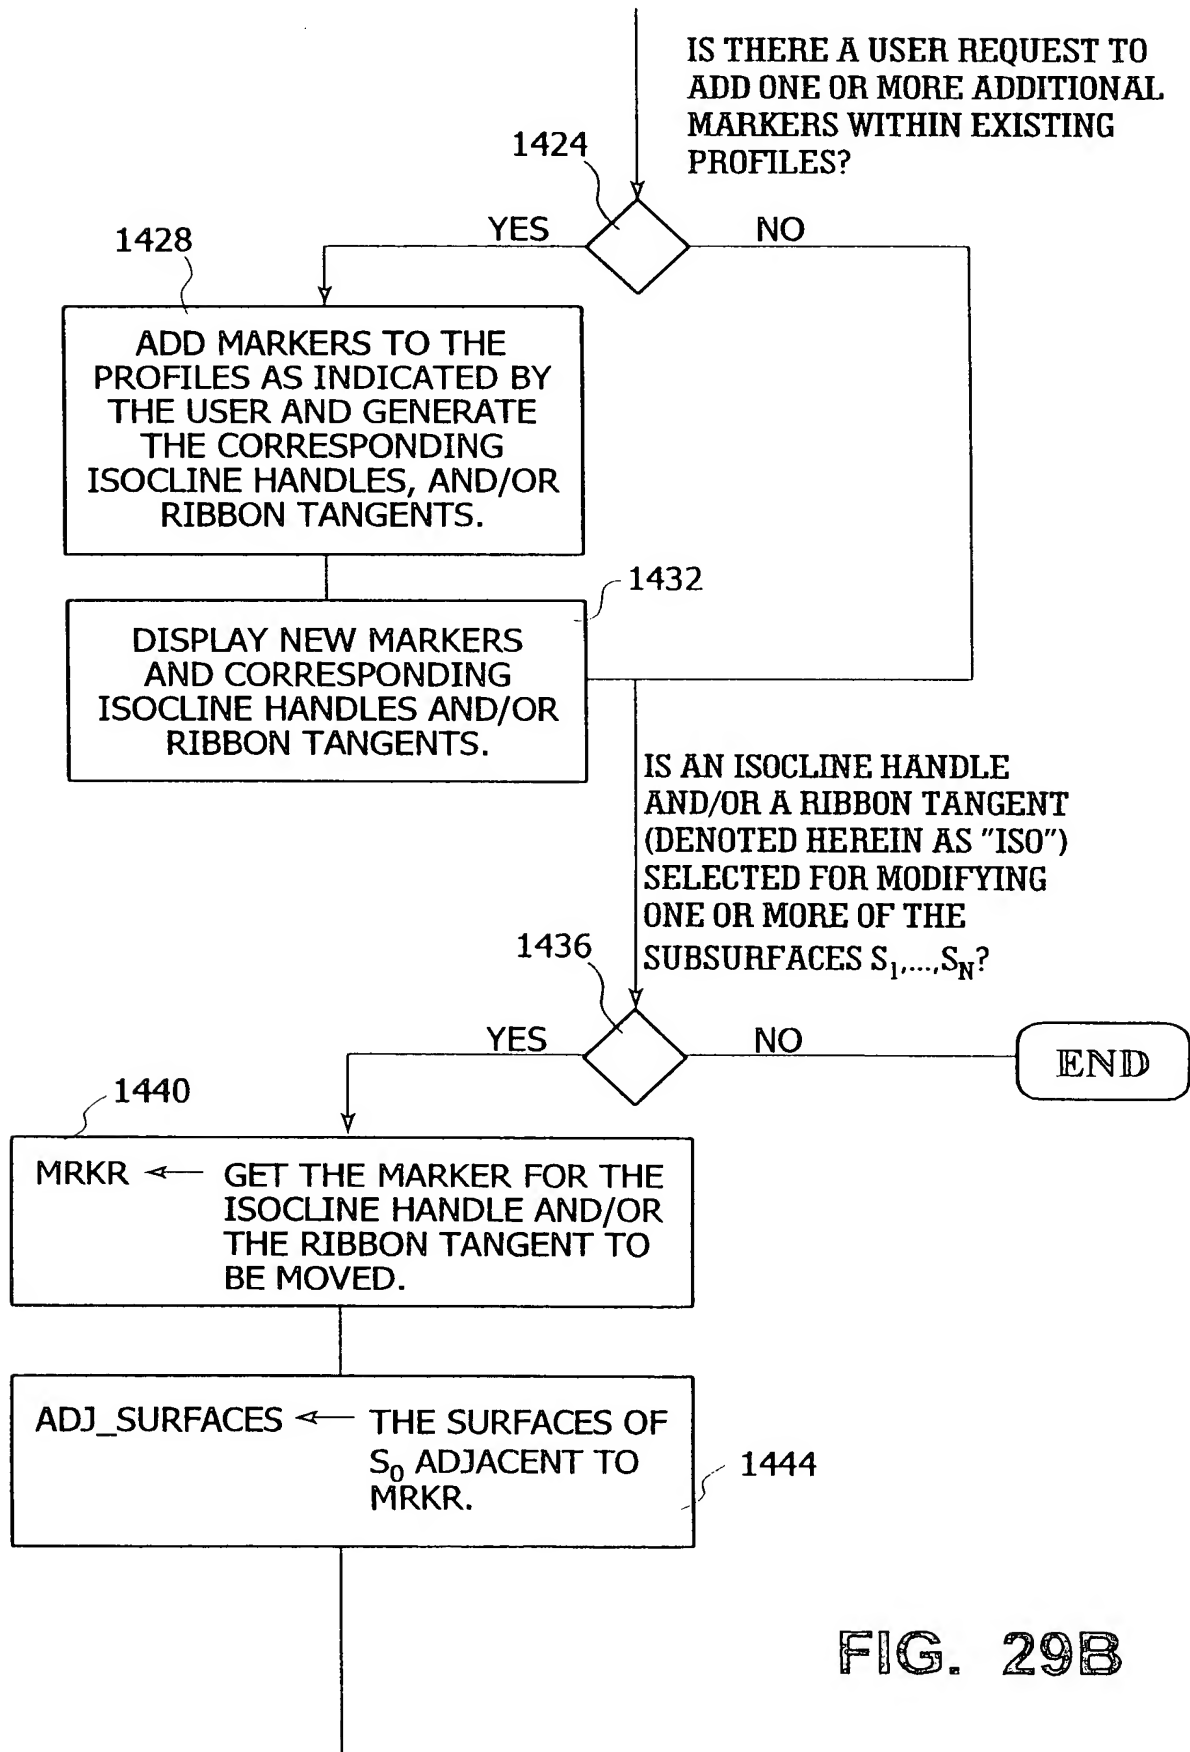 IS THERE A USER REQUEST TO
ADD ONE OR MORE ADDITIONAL
MARKERS WITHIN EXISTING
PROFILES?
1424
YES
NO
1428
ADD MARKERS TO THE
PROFILES AS INDICATED BY
THE USER AND GENERATE
THE CORRESPONDING
ISOCLINE HANDLES, AND/OR
RIBBON TANGENTS.
1432
DISPLAY NEW MARKERS
AND CORRESPONDING
ISOCLINE HANDLES AND/OR
RIBBON TANGENTS.
IS AN ISOCLINE HANDLE
AND/OR A RIBBON TANGENT
(DENOTED HEREIN AS "ISO")
SELECTED FOR MODIFYING
ONE OR MORE OF THE
SUBSURFACES S₁,...,S_N?
1436
YES
NO
END
1440
MRKR ← GET THE MARKER FOR THE
ISOCLINE HANDLE AND/OR
THE RIBBON TANGENT TO
BE MOVED.
ADJ_SURFACES ← THE SURFACES OF
S₀ ADJACENT TO
MRKR.
1444
FIG. 29B